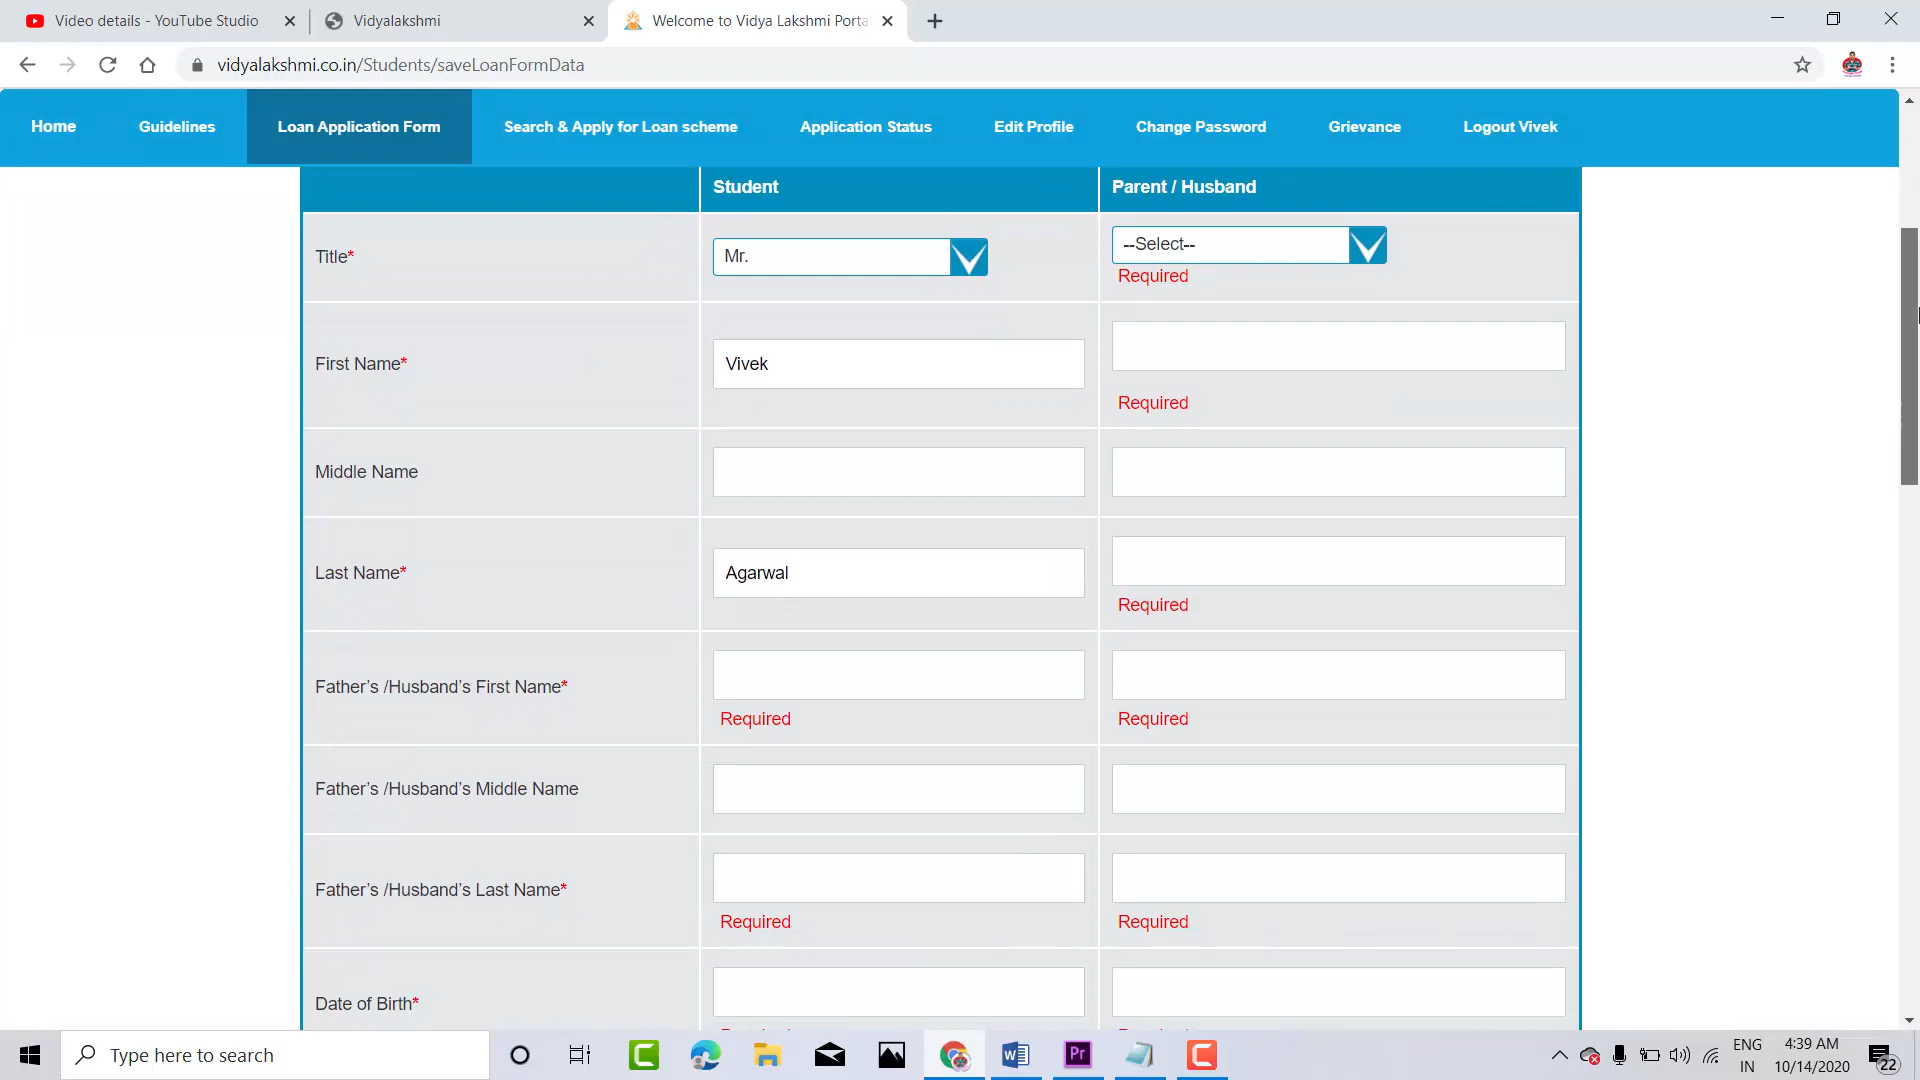 Video details - YouTube Studio
Vidyalakshmi
Welcome to Vidya Lakshmi Porta
vidyalakshmi.co.in/Students/saveLoanFormData
Home Guidelines Loan Application Form Search & Apply for Loan scheme Application Status Edit Profile Change Password Grievance Logout Vivek
Student Parent / Husband
Title* Mr. --Select--
Required
First Name* Vivek
Required
Middle Name
Last Name* Agarwal
Required
Father's /Husband's First Name*
Required Required
Father's /Husband's Middle Name
Father's /Husband's Last Name*
Required Required
Date of Birth*
Type here to search
Pr
ENG
IN
4:39 AM
10/14/2020
22